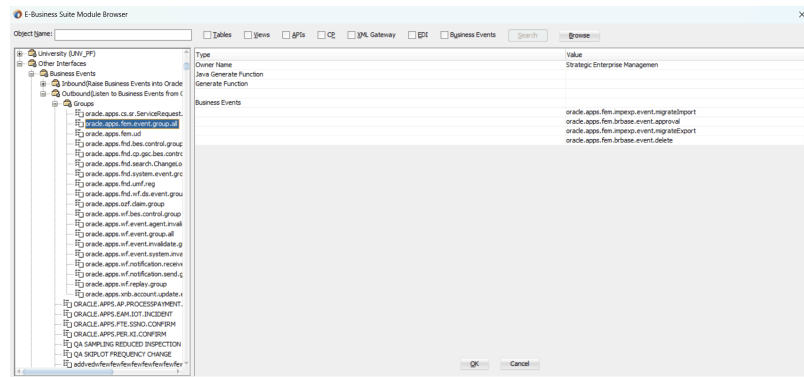 E-Business Suite Module Browser
Object Name:
Tables Views APIs CP XML Gateway EDI Business Events Search Browse
University (UNV_PF)
Other Interfaces
Business Events
Inbound(Raise Business Events into Oracle
Outbound(Listen to Business Events from
Groups
oracle.apps.cs.sr.ServiceRequest.
oracle.apps.fem.event.group.all
oracle.apps.fem.ud
oracle.apps.fnd.bes.control.group
oracle.apps.fnd.cp.gsc.bes.contro
oracle.apps.fnd.search.ChangeLo
oracle.apps.fnd.system.event.gro
oracle.apps.fnd.umf.reg
oracle.apps.fnd.wf.ds.event.grou
oracle.apps.ozf.claim.group
oracle.apps.wf.bes.control.group
oracle.apps.wf.event.agent.invali
oracle.apps.wf.event.group.all
oracle.apps.wf.event.invalidate.g
oracle.apps.wf.event.system.inva
oracle.apps.wf.notification.receive
oracle.apps.wf.notification.send.g
oracle.apps.wf.replay.group
oracle.apps.xnb.account.update.
ORACLE.APPS.AP.PROCESSPAYMENT.
ORACLE.APPS.EAM.IOT.INCIDENT
ORACLE.APPS.FTE.SSNO.CONFIRM
ORACLE.APPS.PER.KI.CONFIRM
QA SAMPLING REDUCED INSPECTION
QA SKIPLOT FREQUENCY CHANGE
Type Value
Owner Name Strategic Enterprise Managemen
Java Generate Function
Generate Function
Business Events
oracle.apps.fem.impexp.event.migrateImport
oracle.apps.fem.brbase.event.approval
oracle.apps.fem.impexp.event.migrateExport
oracle.apps.fem.brbase.event.delete
OK Cancel